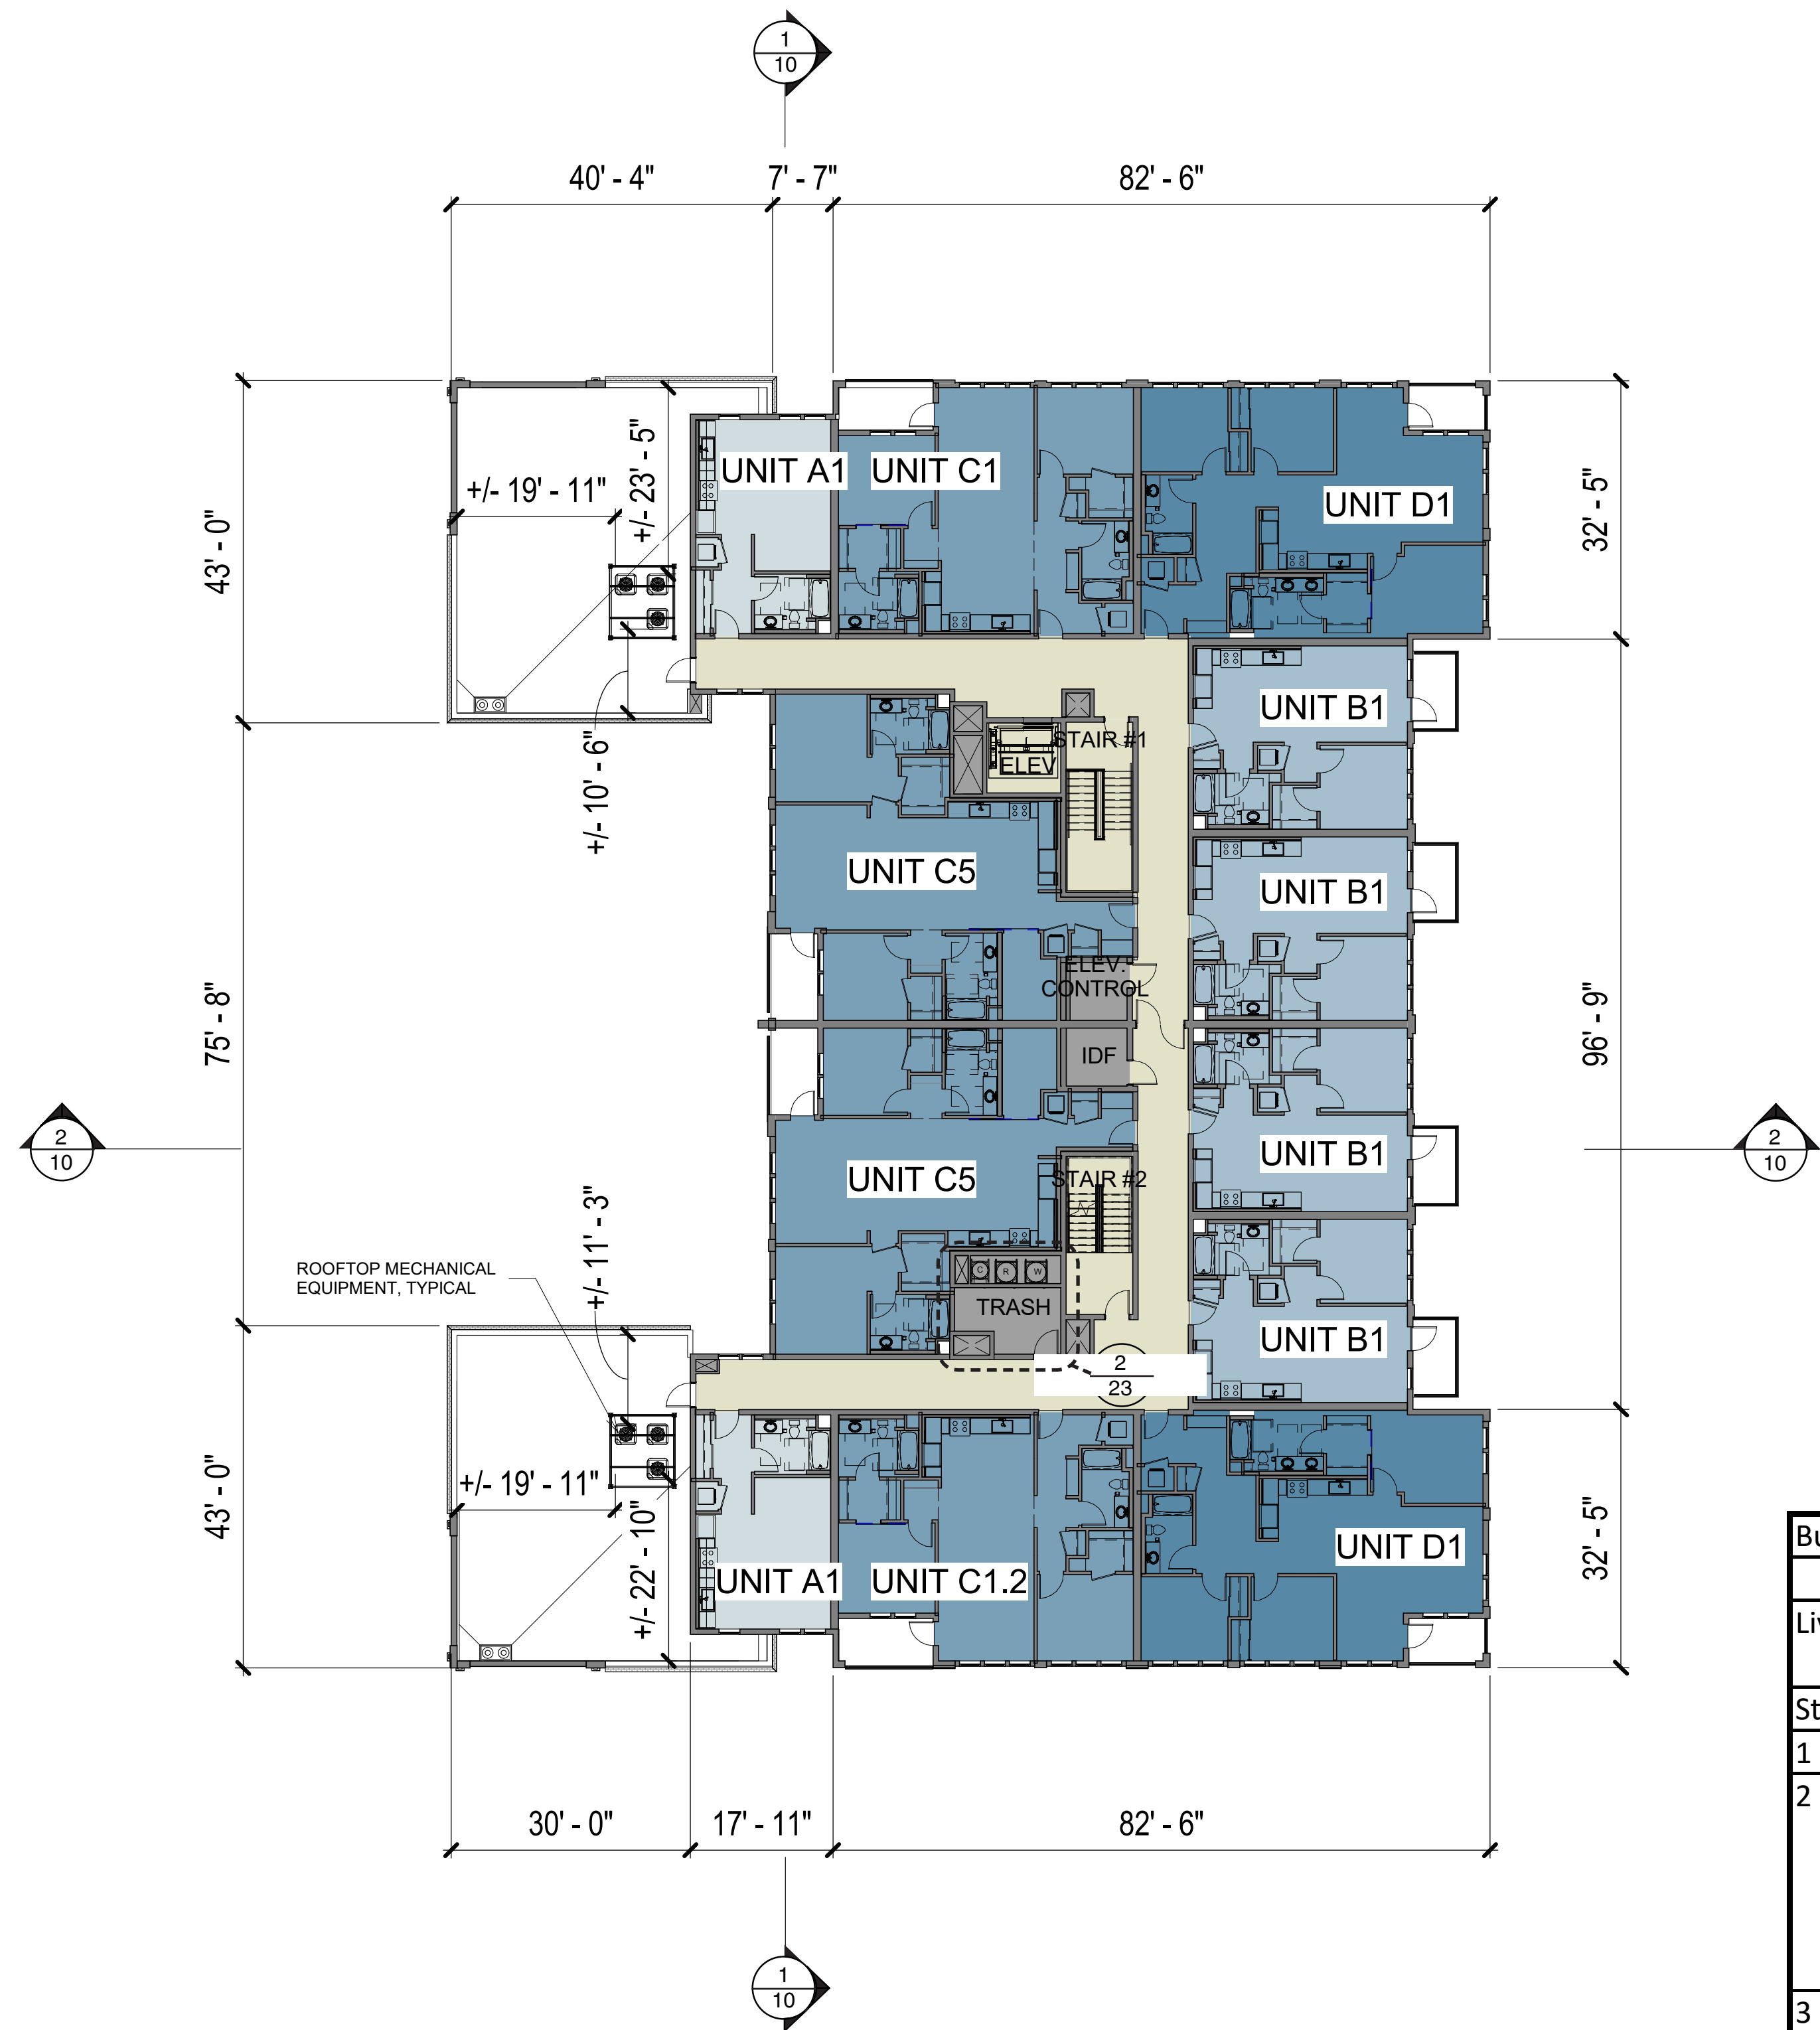 1
10
40' - 4"
7' - 7"
82' - 6"
43' - 0"
+/- 19' - 11"
+/- 23' - 5"
UNIT A1
UNIT C1
UNIT D1
32' - 5"
+/- 10' - 6"
UNIT B1
STAIR #1
ELEV
UNIT C5
UNIT B1
75' - 8"
ELEV.
CONTROL
96' - 9"
IDF
2
10
2
10
UNIT B1
UNIT C5
STAIR #2
+/- 11' - 3"
ROOFTOP MECHANICAL
EQUIPMENT, TYPICAL
C
R
W
TRASH
UNIT B1
2
23
43' - 0"
+/- 19' - 11"
+/- 22' - 10"
UNIT A1
UNIT C1.2
UNIT D1
32' - 5"
Bu
Liv
St
1
2
3
30' - 0"
17' - 11"
82' - 6"
1
10